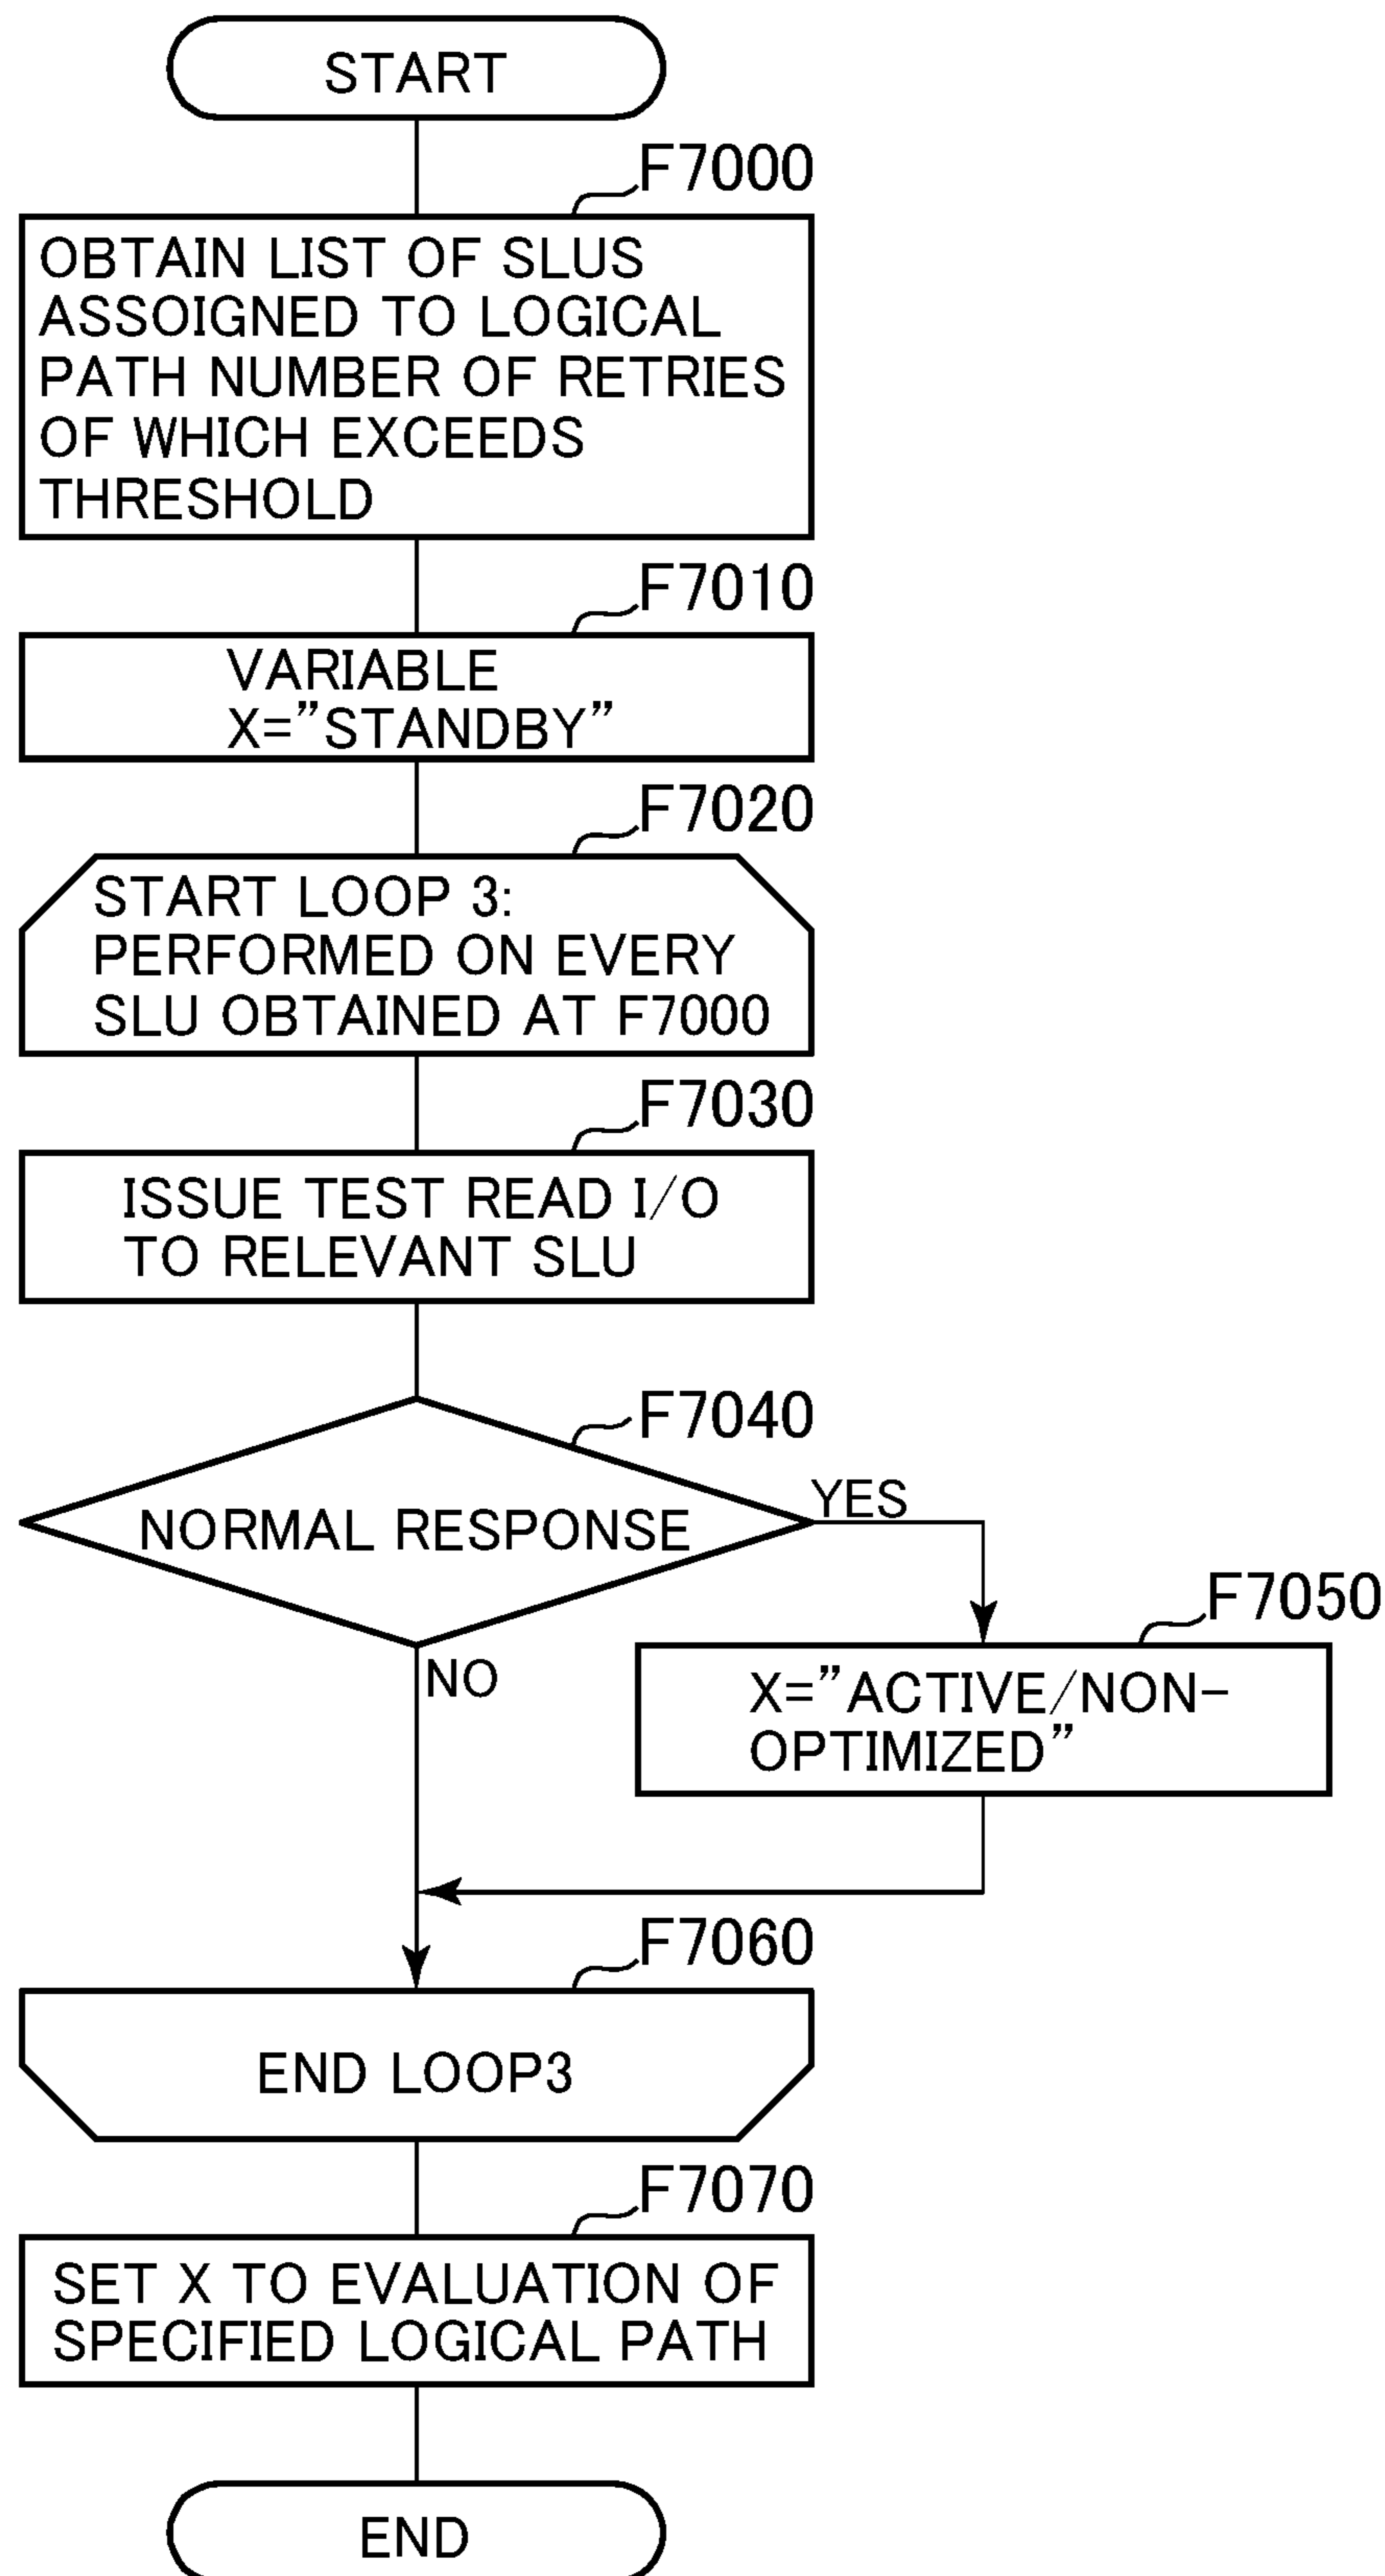 START
F7000
OBTAIN LIST OF SLUS
ASSOIGNED TO LOGICAL
PATH NUMBER OF RETRIES
OF WHICH EXCEEDS
THRESHOLD
F7010
VARIABLE
X=”STANDBY”
F7020
START LOOP 3:
PERFORMED ON EVERY
SLU OBTAINED AT F7000
F7030
ISSUE TEST READ I/O
TO RELEVANT SLU
F7040
NORMAL RESPONSE
YES
NO
F7050
X=”ACTIVE/NON-
OPTIMIZED”
F7060
END LOOP3
F7070
SET X TO EVALUATION OF
SPECIFIED LOGICAL PATH
END